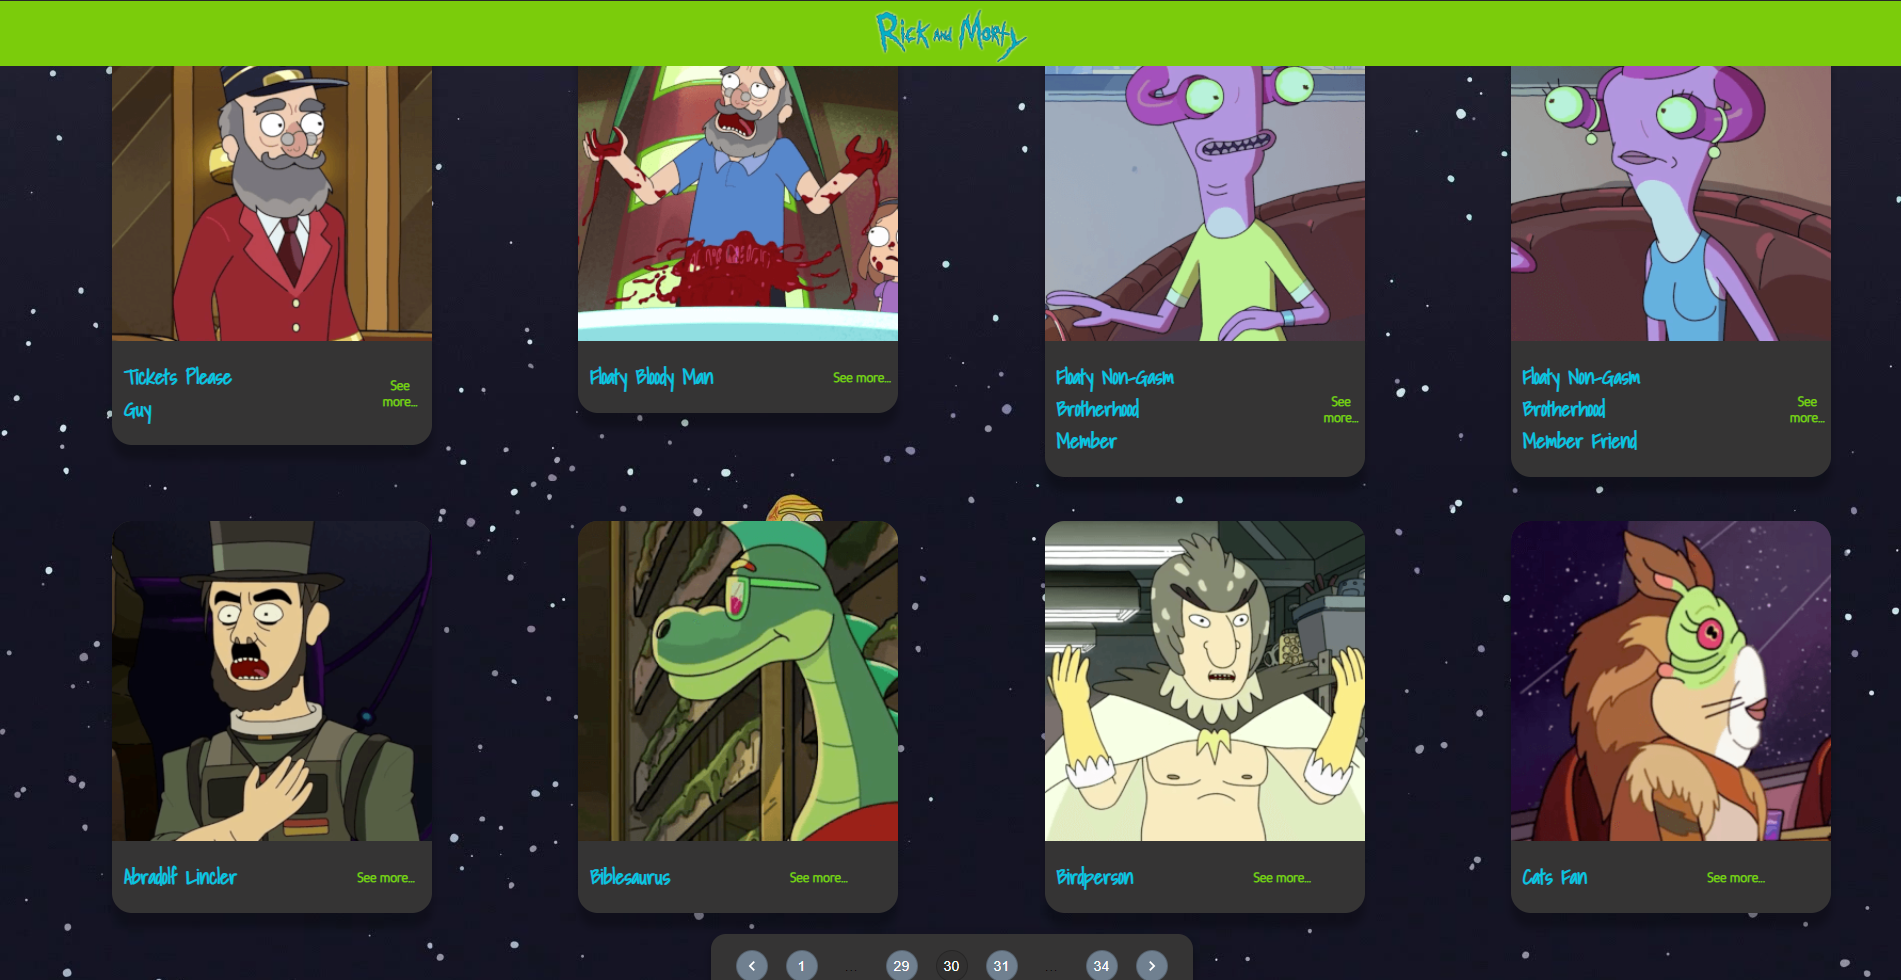 Rick and Morty
Tickets Please
Guy
See
more...
Floaty Bloody Man
See more...
Floaty Non-Gasm
Brotherhood
Member
See
more...
Floaty Non-Gasm
Brotherhood
Member Friend
See
more...
Abradolf Lincler
See more...
Biblesaurus
See more...
Birdperson
See more...
Cats Fan
See more...
‹ 1 ... 29 30 31 ... 34 ›